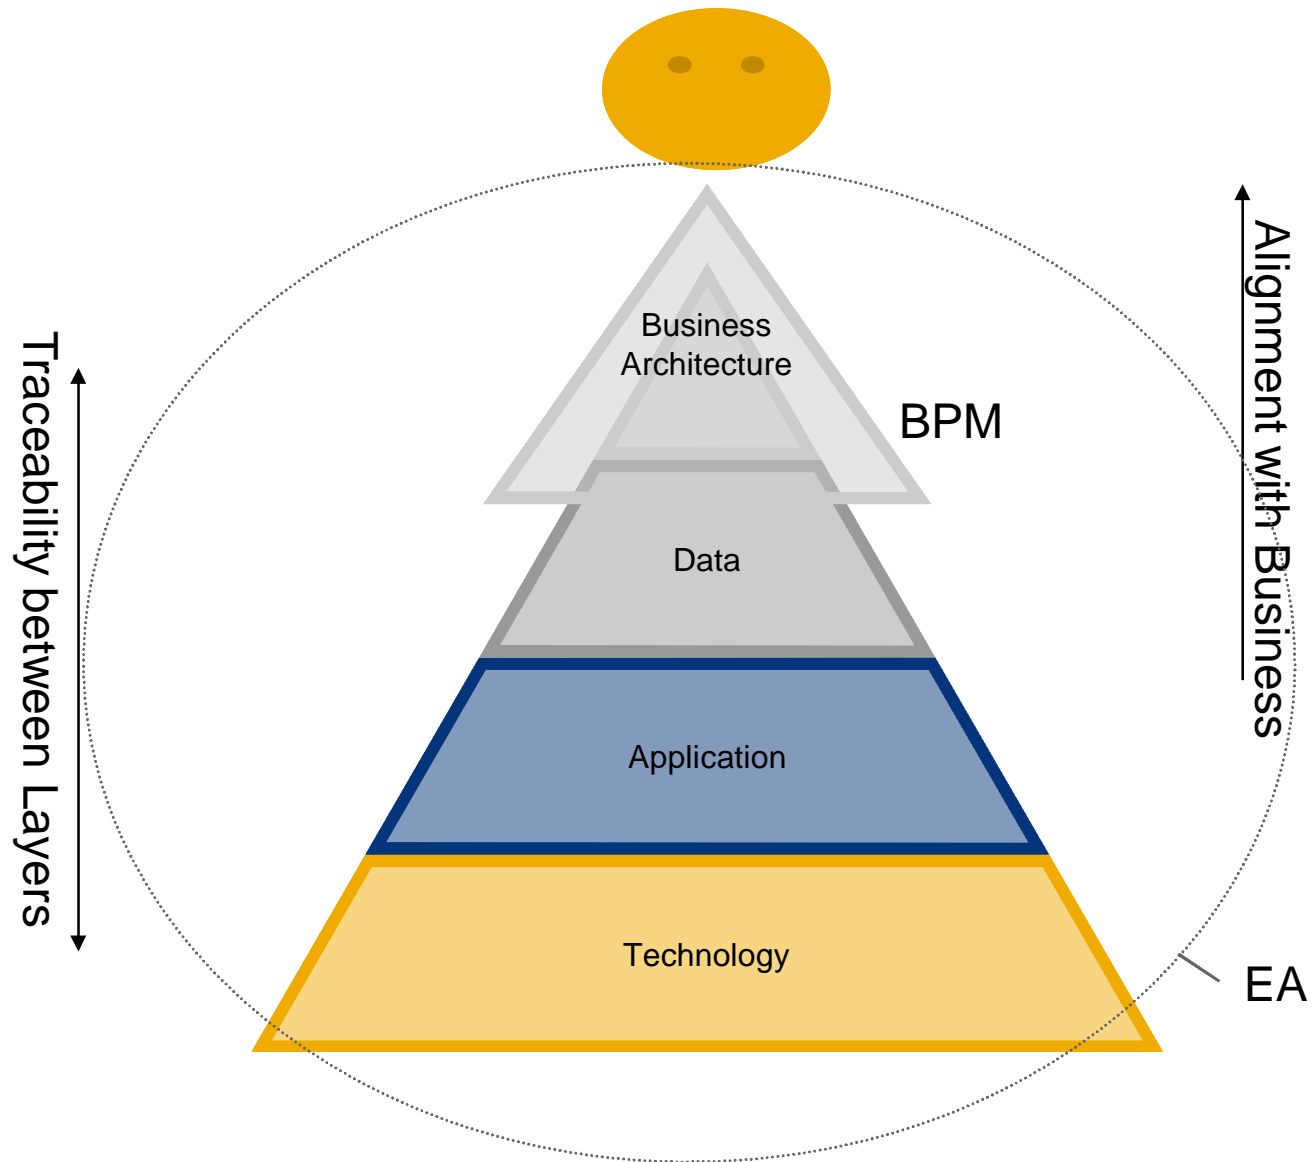 Business
Architecture
BPM
Data
Application
Technology
EA
Traceability between Layers
Alignment with Business